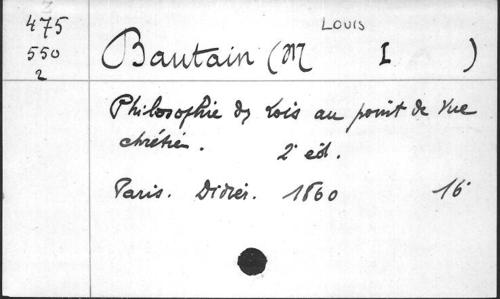 Louis
475
550
2
Bautain (M L )
Philosophie des Lois au point de vue
chrétien.
2e éd.
Paris. Didier. 1860 16°